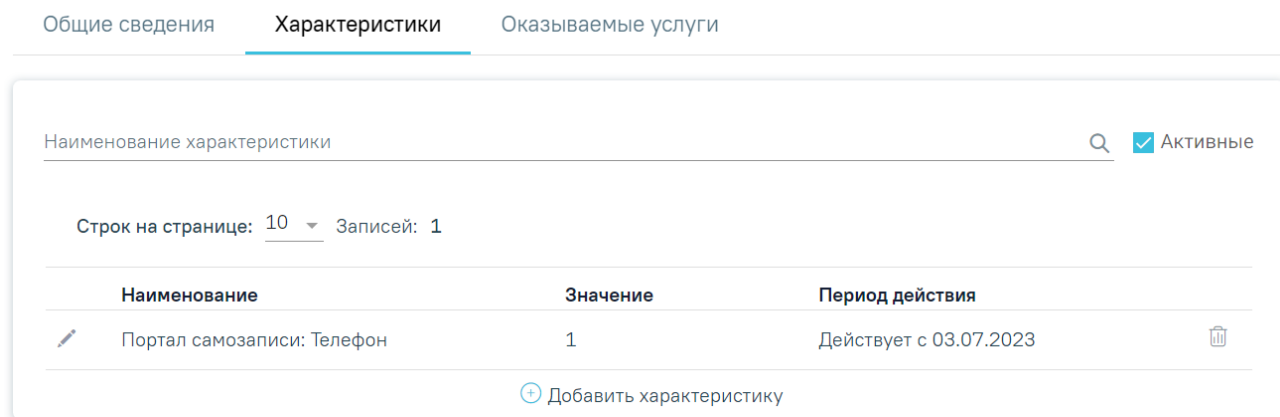 Общие сведения Характеристики Оказываемые услуги
Наименование характеристики Активные
Строк на странице: 10 Записей: 1
Наименование Значение Период действия
Портал самозаписи: Телефон 1 Действует с 03.07.2023
Добавить характеристику